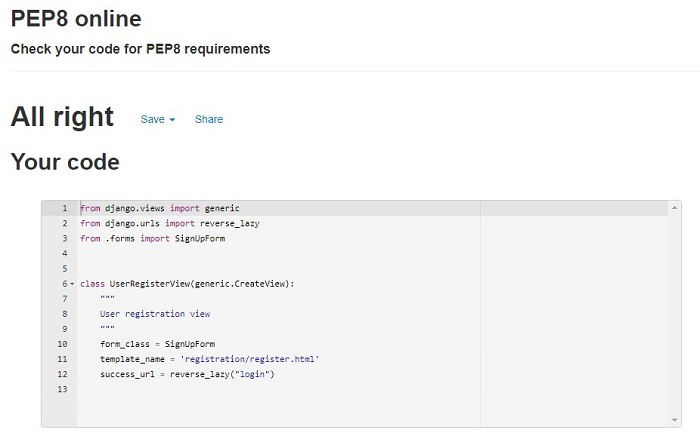 PEP8 online
Check your code for PEP8 requirements
All right Save Share
Your code
1 from django.views import generic
2 from django.urls import reverse_lazy
3 from .forms import SignUpForm
4
5
6 class UserRegisterView(generic.CreateView):
7 """
8 User registration view
9 """
10 form_class = SignUpForm
11 template_name = 'registration/register.html'
12 success_url = reverse_lazy("login")
13